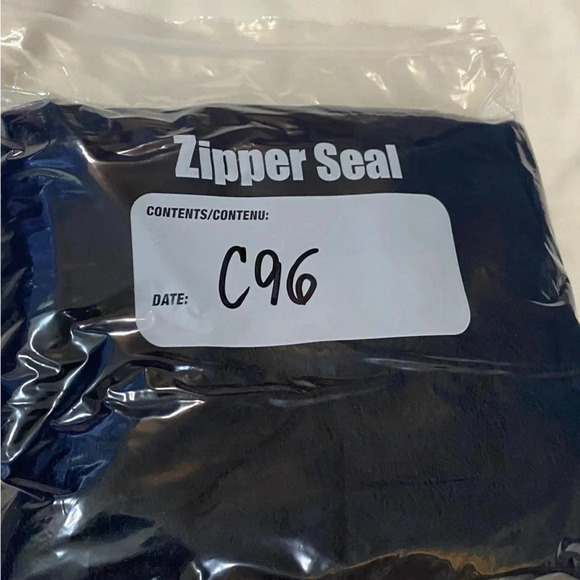 Zipper Seal
CONTENTS/CONTENU:
DATE: C96